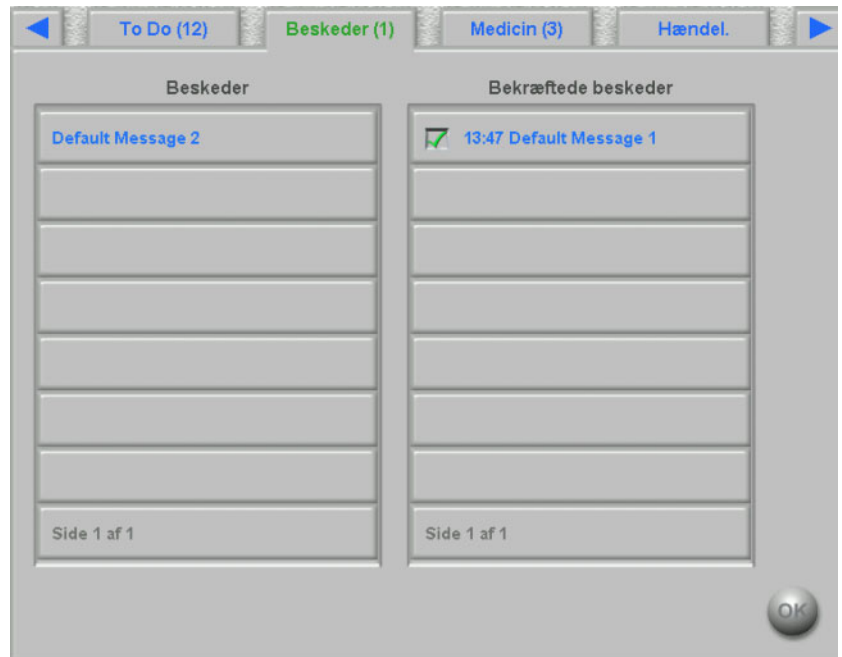 To Do (12)
Beskeder (1)
Medicin (3)
Hændel.
Beskeder
Default Message 2
Side 1 af 1
Bekræftede beskeder
13:47 Default Message 1
Side 1 af 1
OK